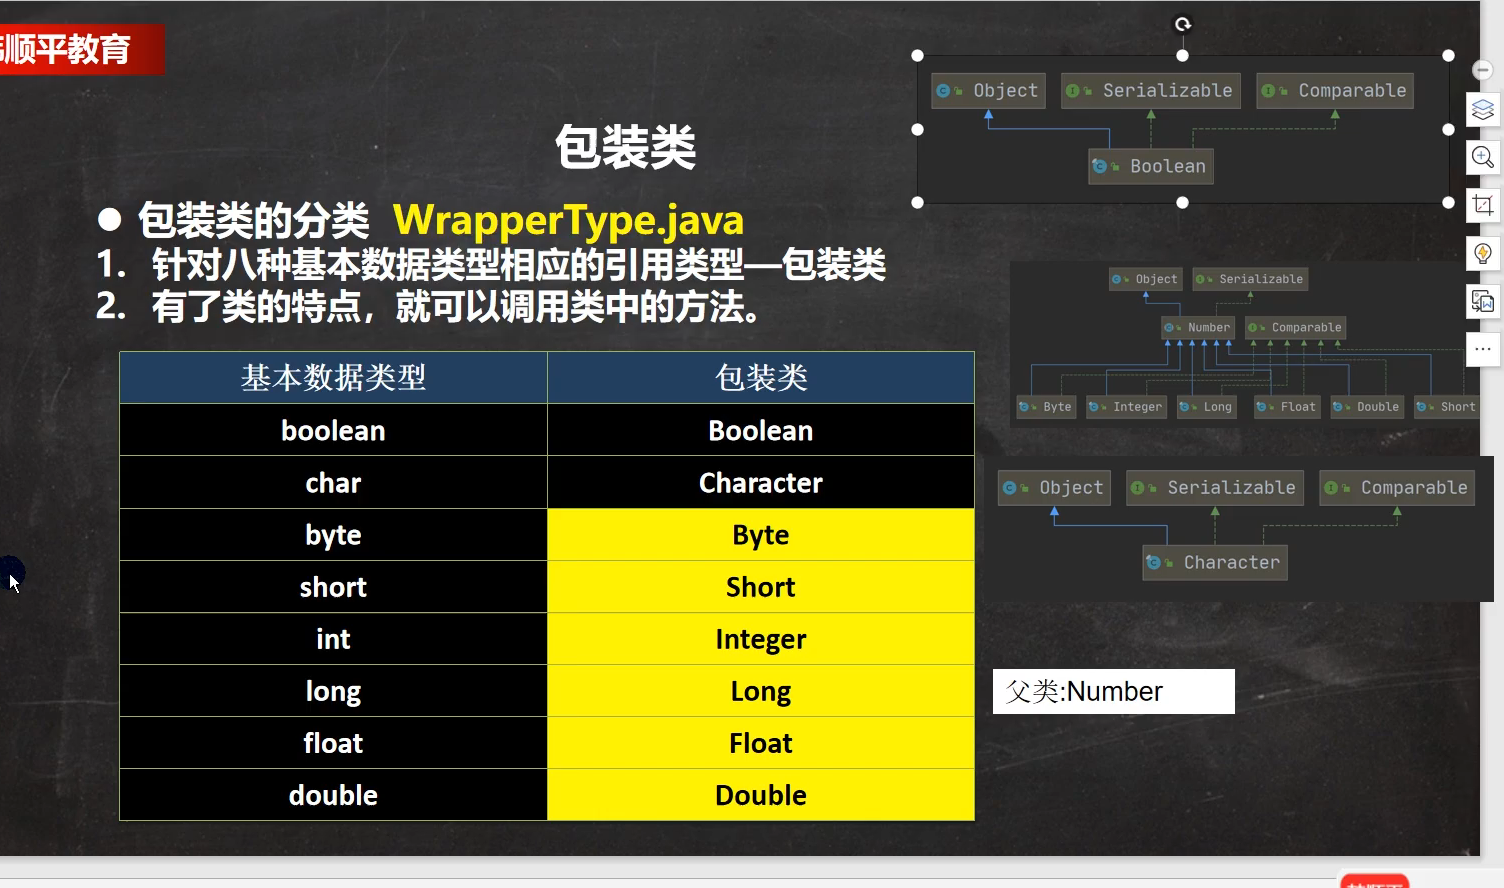 韩顺平教育
包装类
包装类的分类 WrapperType.java
1. 针对八种基本数据类型相应的引用类型—包装类
2. 有了类的特点，就可以调用类中的方法。
基本数据类型 包装类
boolean Boolean
char Character
byte Byte
short Short
int Integer
long Long
float Float
double Double
Object Serializable Comparable
Boolean
Object Serializable
Number Comparable
Byte Integer Long Float Double Short
Object Serializable Comparable
Character
父类:Number